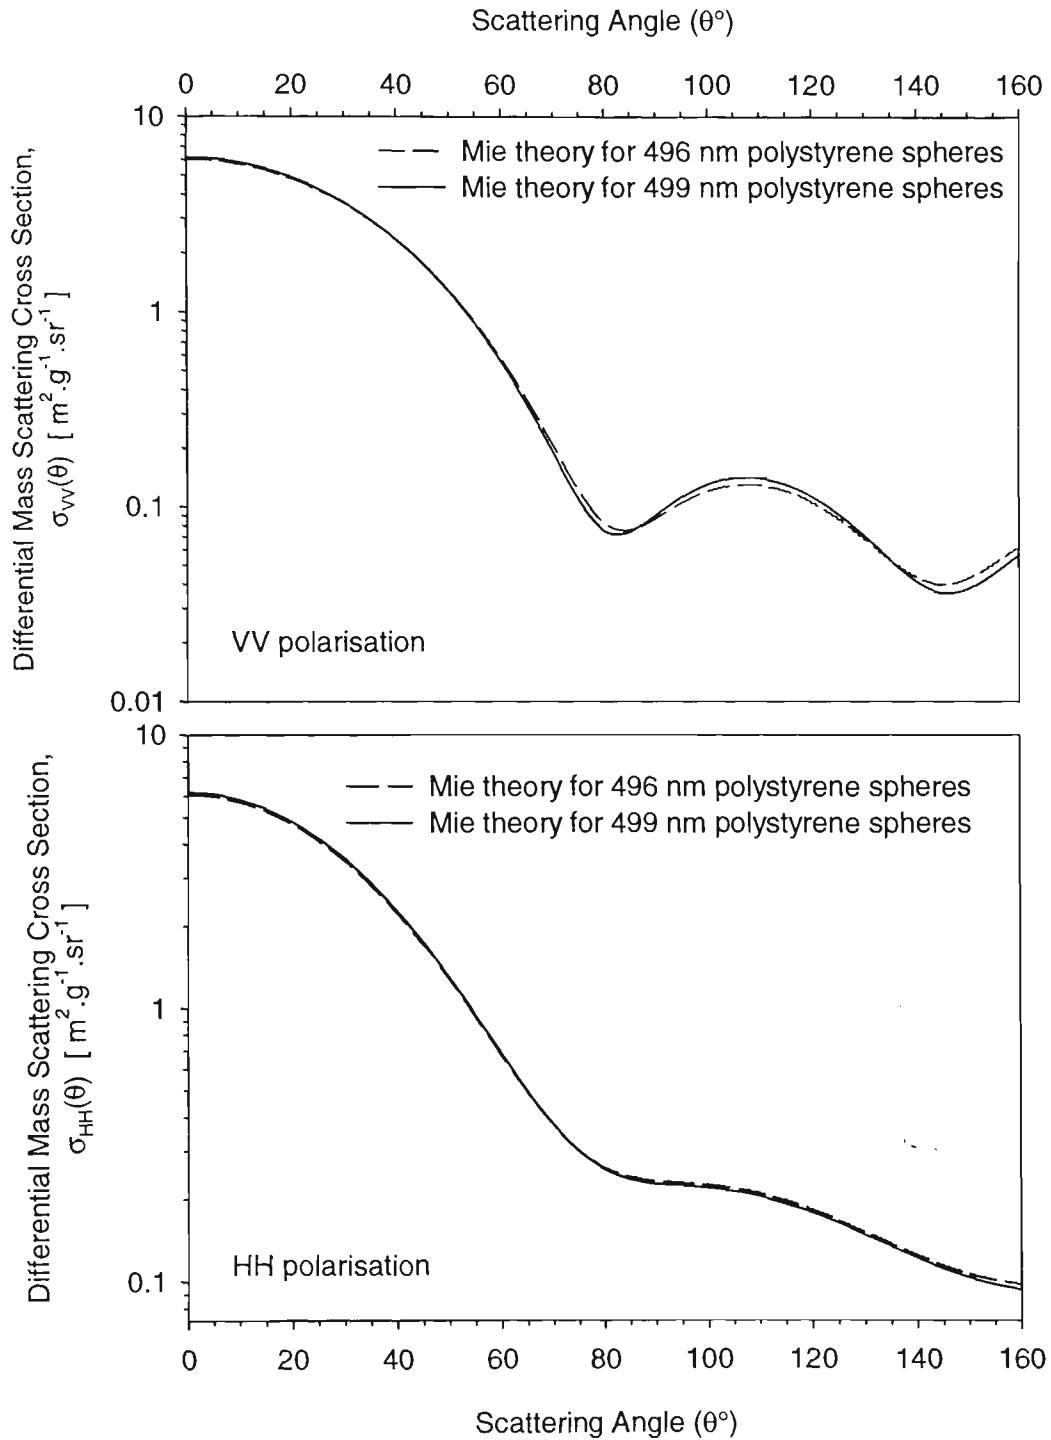 Scattering Angle (θ°)
0 20 40 60 80 100 120 140 160
10
1
0.1
0.01
Differential Mass Scattering Cross Section,
σVV(θ) [ m².g⁻¹.sr⁻¹ ]
Mie theory for 496 nm polystyrene spheres
Mie theory for 499 nm polystyrene spheres
VV polarisation
10
1
0.1
Differential Mass Scattering Cross Section,
σHH(θ) [ m².g⁻¹.sr⁻¹ ]
Mie theory for 496 nm polystyrene spheres
Mie theory for 499 nm polystyrene spheres
HH polarisation
0 20 40 60 80 100 120 140 160
Scattering Angle (θ°)